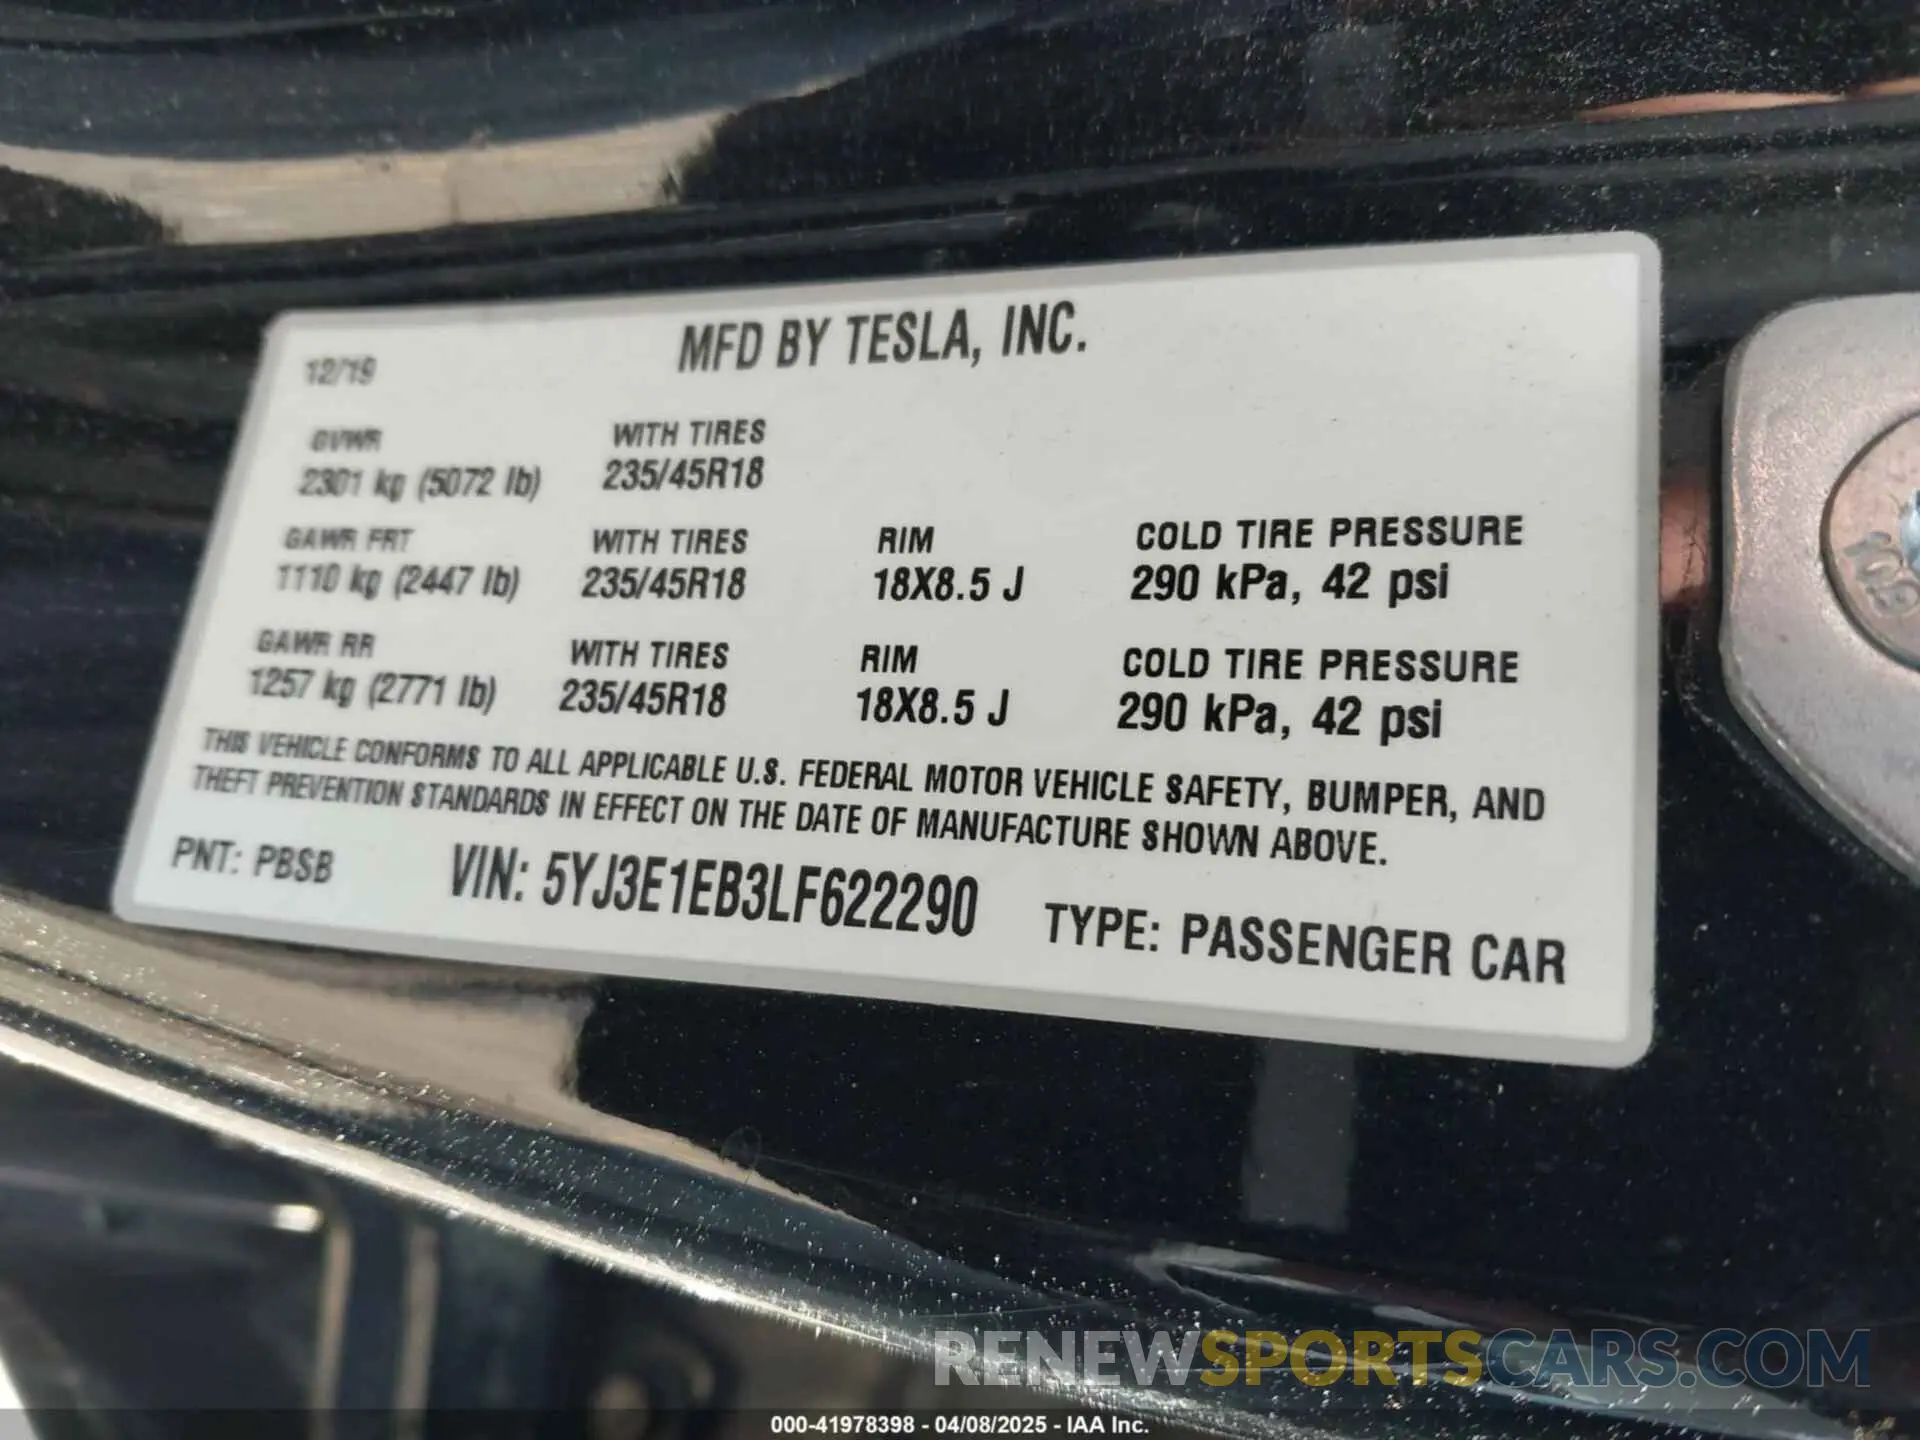 12/19 MFD BY TESLA, INC.
GVWR WITH TIRES
2301 kg (5072 lb) 235/45R18
GAWR FRT WITH TIRES RIM COLD TIRE PRESSURE
1110 kg (2447 lb) 235/45R18 18X8.5 J 290 kPa, 42 psi
GAWR RR WITH TIRES RIM COLD TIRE PRESSURE
1257 kg (2771 lb) 235/45R18 18X8.5 J 290 kPa, 42 psi
THIS VEHICLE CONFORMS TO ALL APPLICABLE U.S. FEDERAL MOTOR VEHICLE SAFETY, BUMPER, AND
THEFT PREVENTION STANDARDS IN EFFECT ON THE DATE OF MANUFACTURE SHOWN ABOVE.
PNT: PBSB VIN: 5YJ3E1EB3LF622290 TYPE: PASSENGER CAR
RENEWSPORTSCARS.COM
000-41978398 - 04/08/2025 - IAA Inc.